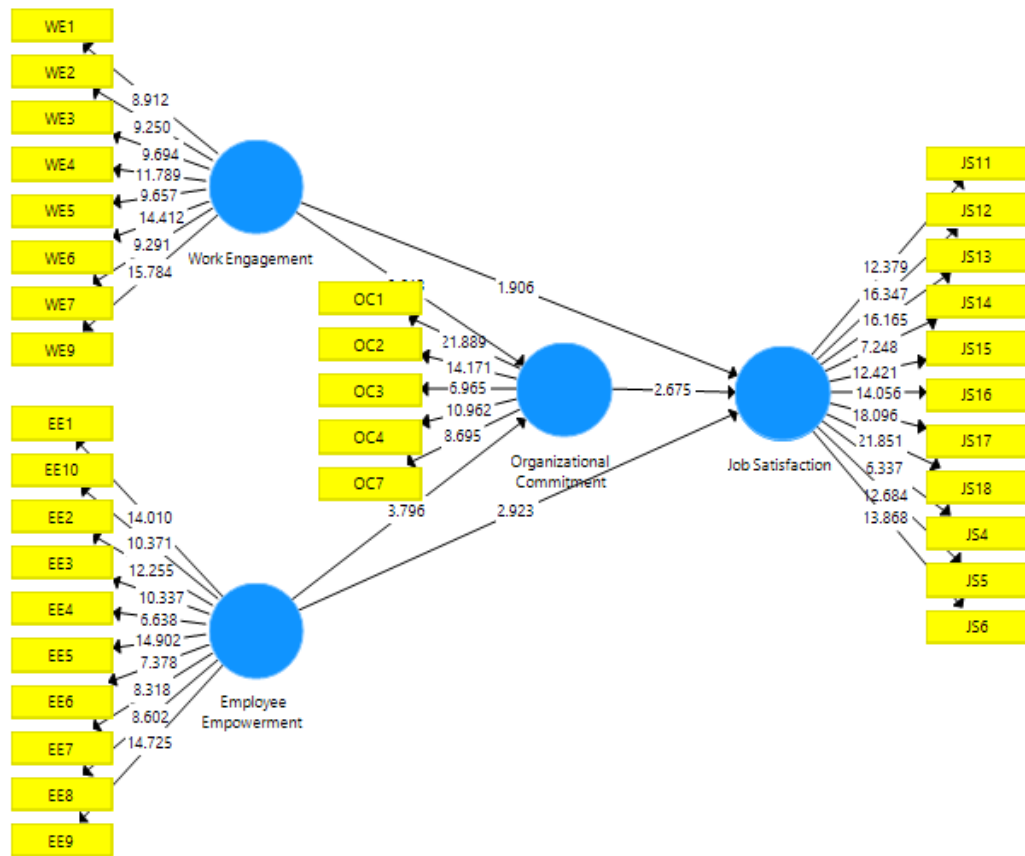 WE1
WE2
WE3
WE4
WE5
WE6
WE7
WE9
8.912
9.250
9.694
11.789
9.657
14.412
9.291
15.784
Work Engagement
1.906
OC1
OC2
OC3
OC4
OC7
21.889
14.171
6.965
10.962
8.695
Organizational
Commitment
2.675
3.796
2.923
Job Satisfaction
12.379
16.347
16.165
7.248
12.421
14.056
18.096
21.851
12.684
13.868
JS11
JS12
JS13
JS14
JS15
JS16
JS17
JS18
JS4
JS5
JS6
EE1
EE10
EE2
EE3
EE4
EE5
EE6
EE7
EE8
EE9
14.010
10.371
12.255
10.337
6.638
14.902
7.378
8.318
8.602
14.725
Employee
Empowerment